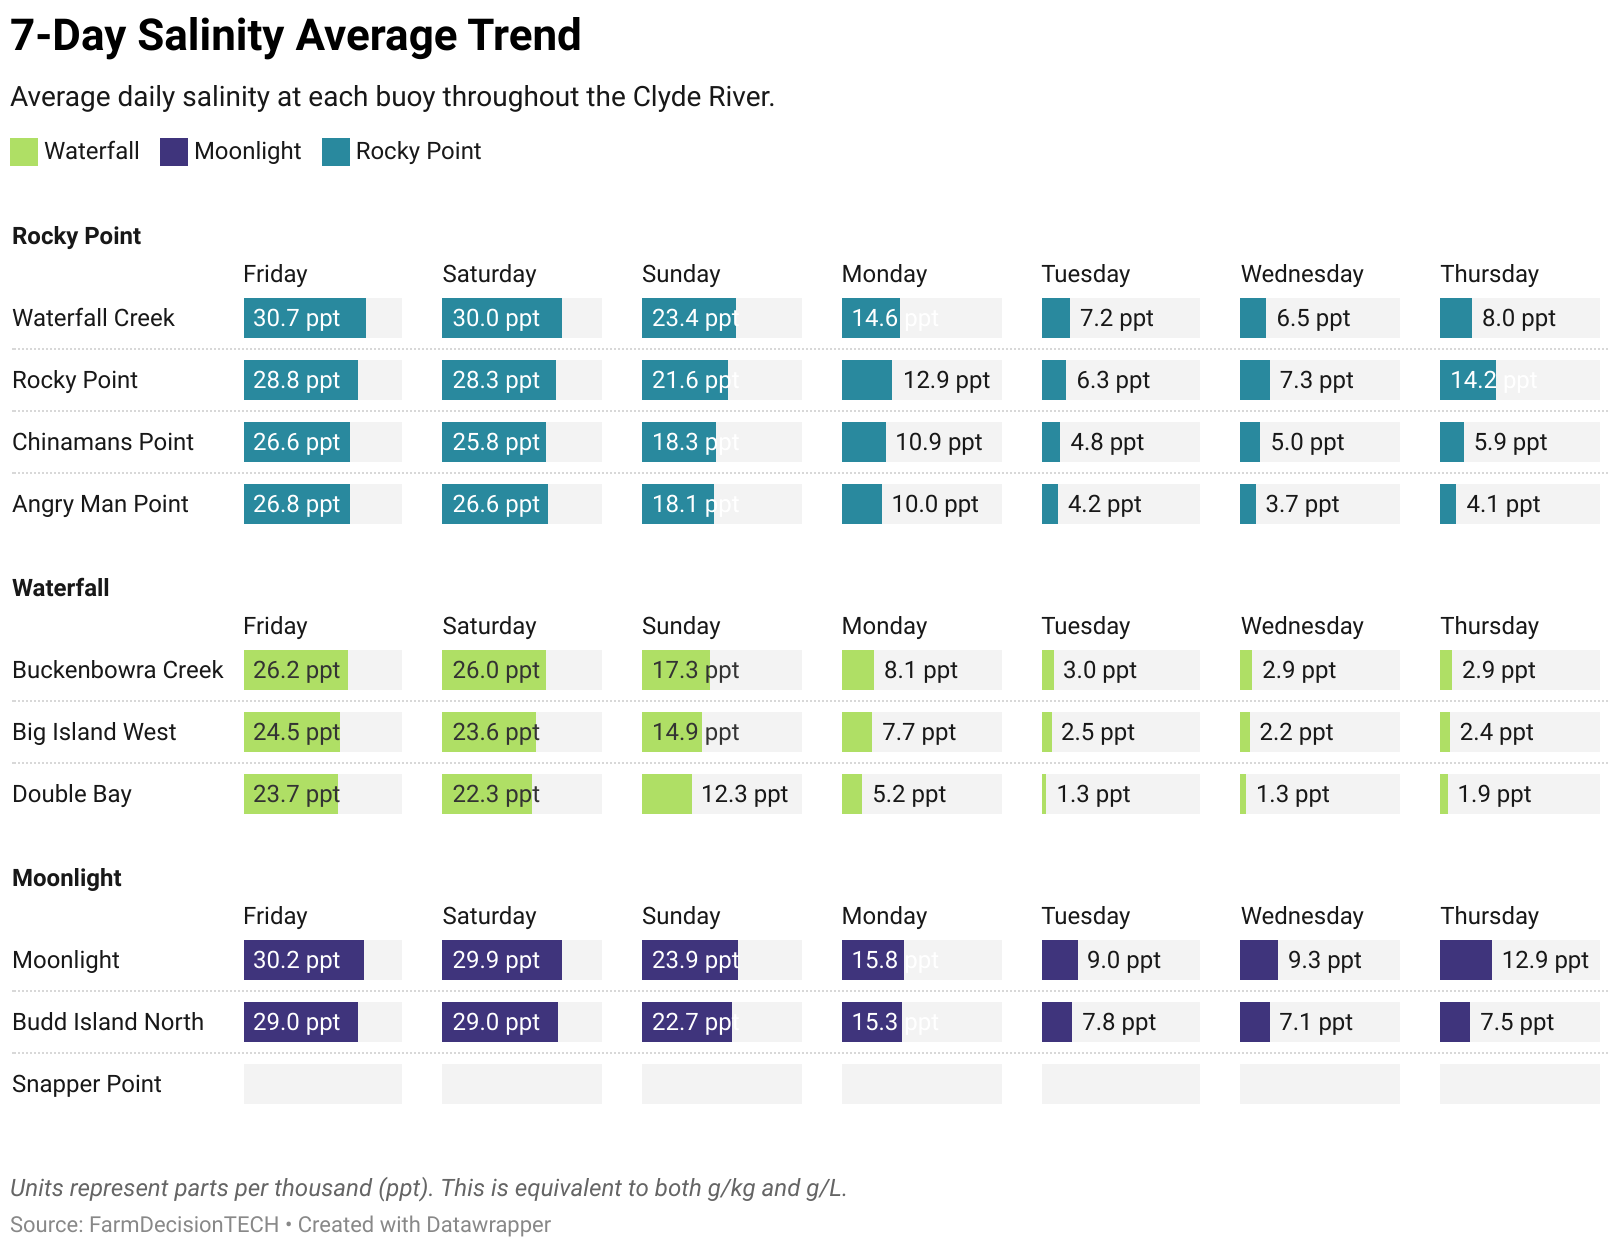 7-Day Salinity Average Trend
Average daily salinity at each buoy throughout the Clyde River.
Waterfall Moonlight Rocky Point
Rocky Point
Friday Saturday Sunday Monday Tuesday Wednesday Thursday
Waterfall Creek 30.7 ppt 30.0 ppt 23.4 ppt 14.6 ppt 7.2 ppt 6.5 ppt 8.0 ppt
Rocky Point 28.8 ppt 28.3 ppt 21.6 ppt 12.9 ppt 6.3 ppt 7.3 ppt 14.2 ppt
Chinamans Point 26.6 ppt 25.8 ppt 18.3 ppt 10.9 ppt 4.8 ppt 5.0 ppt 5.9 ppt
Angry Man Point 26.8 ppt 26.6 ppt 18.1 ppt 10.0 ppt 4.2 ppt 3.7 ppt 4.1 ppt
Waterfall
Friday Saturday Sunday Monday Tuesday Wednesday Thursday
Buckenbowra Creek 26.2 ppt 26.0 ppt 17.3 ppt 8.1 ppt 3.0 ppt 2.9 ppt 2.9 ppt
Big Island West 24.5 ppt 23.6 ppt 14.9 ppt 7.7 ppt 2.5 ppt 2.2 ppt 2.4 ppt
Double Bay 23.7 ppt 22.3 ppt 12.3 ppt 5.2 ppt 1.3 ppt 1.3 ppt 1.9 ppt
Moonlight
Friday Saturday Sunday Monday Tuesday Wednesday Thursday
Moonlight 30.2 ppt 29.9 ppt 23.9 ppt 15.8 ppt 9.0 ppt 9.3 ppt 12.9 ppt
Budd Island North 29.0 ppt 29.0 ppt 22.7 ppt 15.3 ppt 7.8 ppt 7.1 ppt 7.5 ppt
Snapper Point
Units represent parts per thousand (ppt). This is equivalent to both g/kg and g/L.
Source: FarmDecisionTECH • Created with Datawrapper